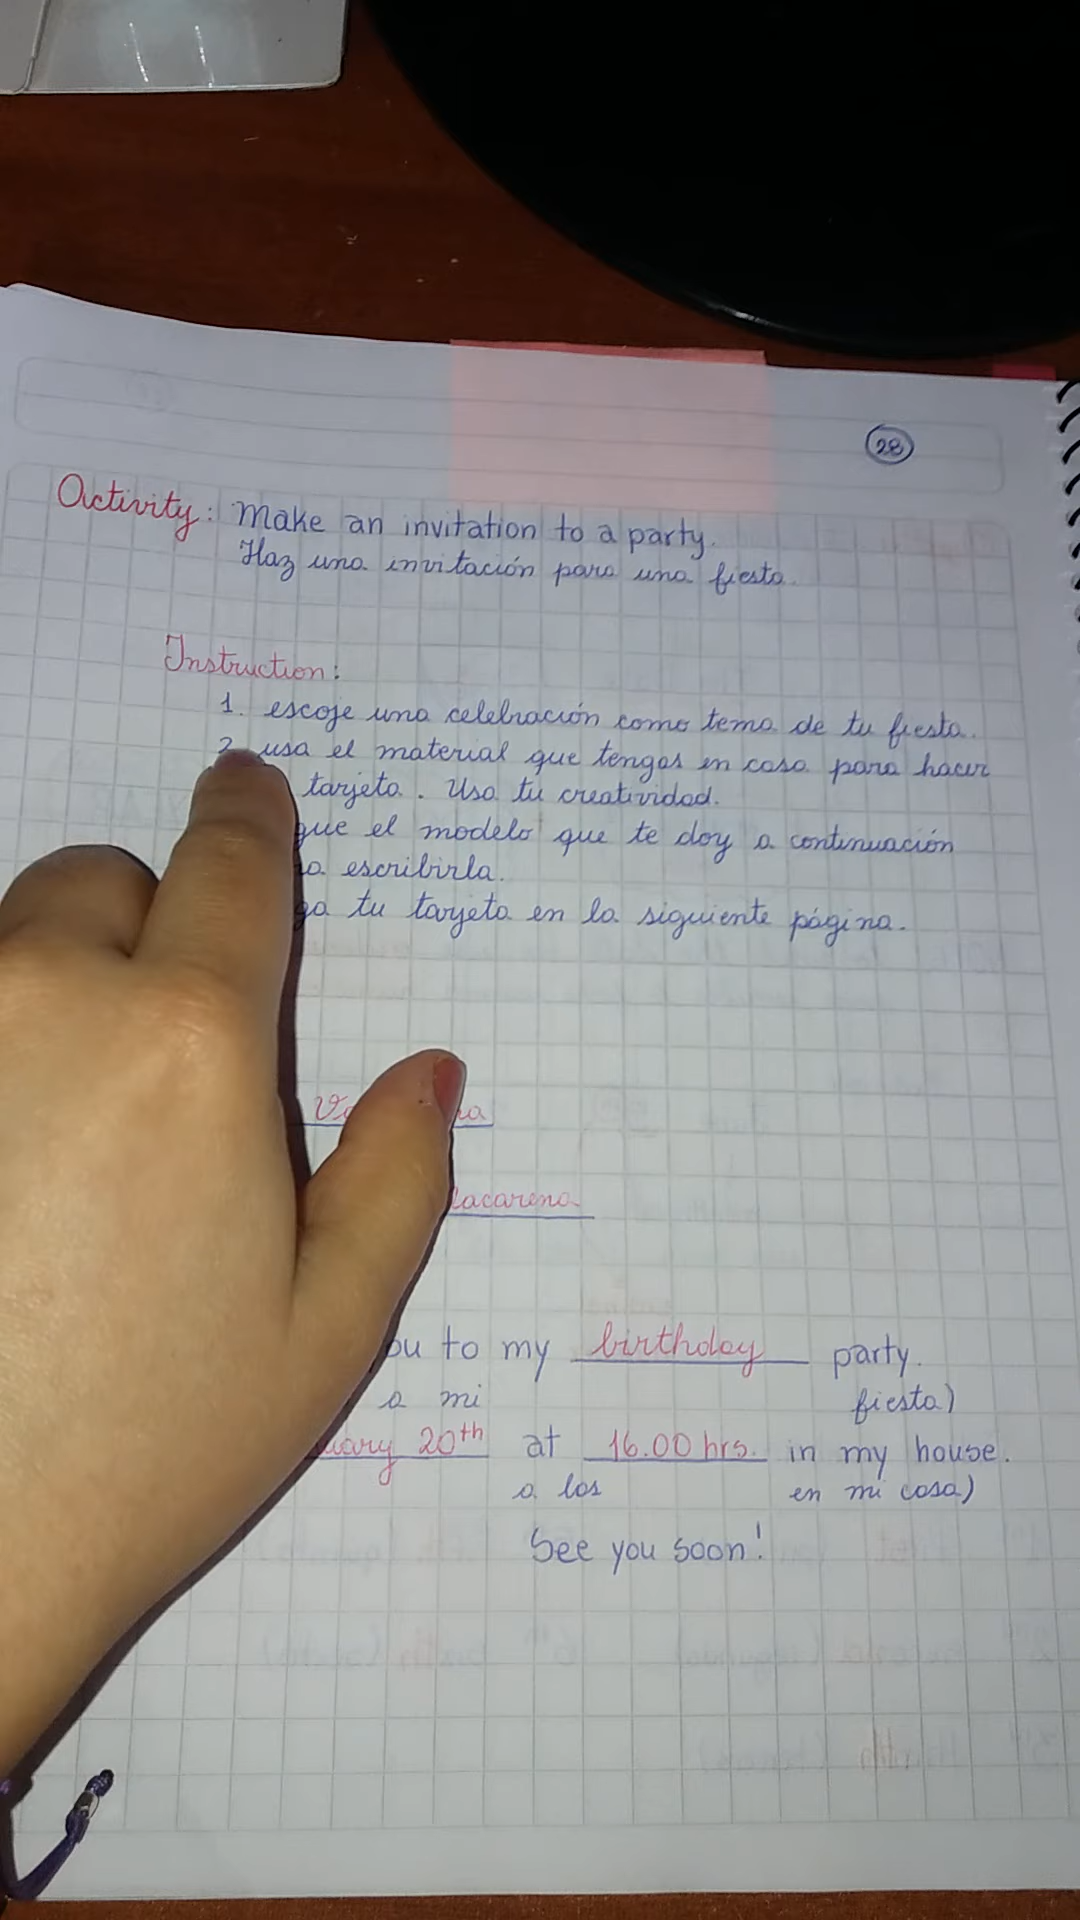 28
Activity: Make an invitation to a party.
Haz una invitación para una fiesta.
Instruction:
1. escoje una celebración como tema de tu fiesta.
2. usa el material que tengas en casa para hacer
tarjeta. Usa tu creatividad.
el modelo que te doy a continuación
escribirla.
tu tarjeta en la siguiente página.
to my birthday party.
a mi fiesta)
20th at 16.00 hrs. in my house.
a las en mi casa)
See you soon!